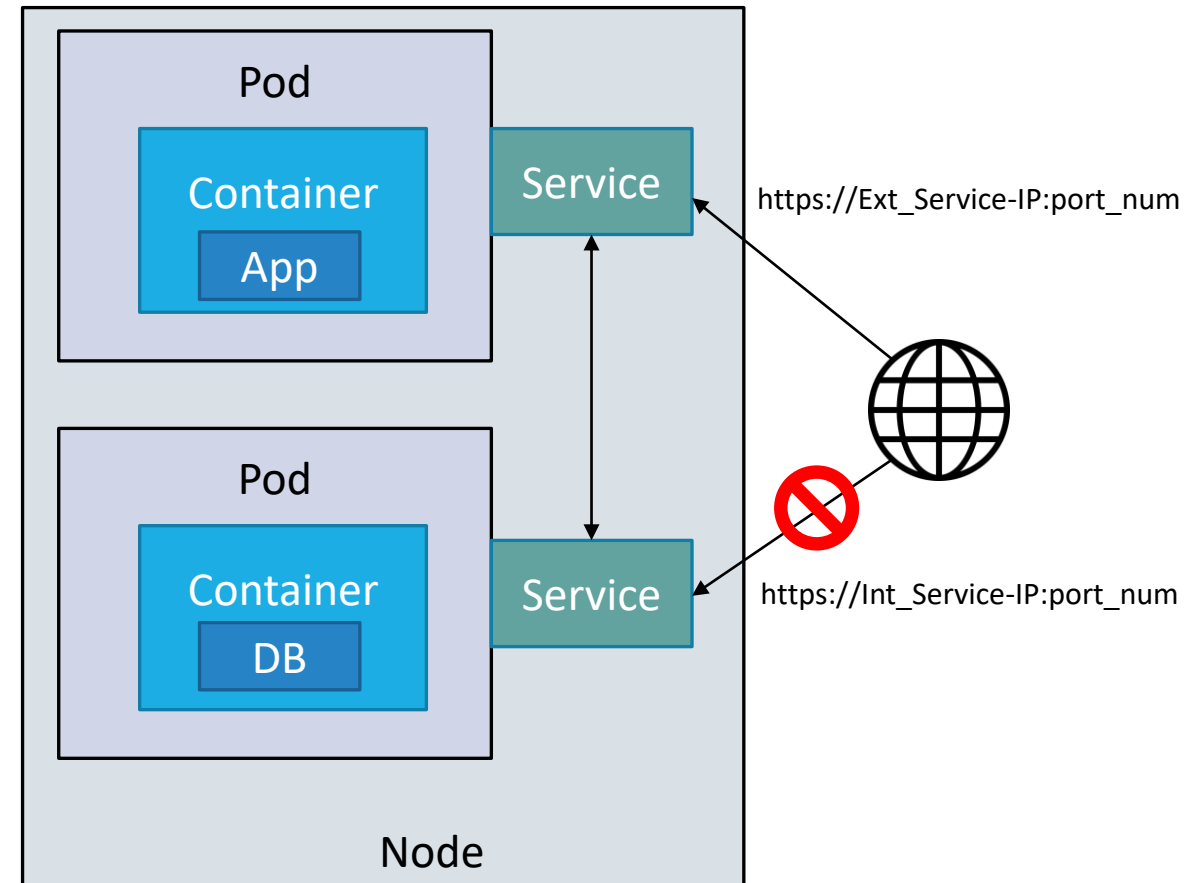 Pod
Container
App
Service
https://Ext_Service-IP:port_num
Pod
Container
DB
Service
https://Int_Service-IP:port_num
Node